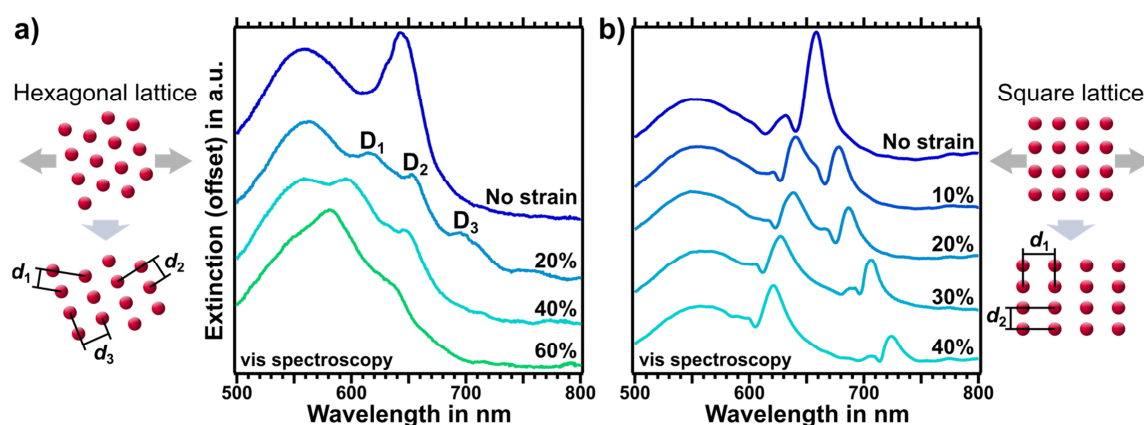 a)
Hexagonal lattice
d1
d2
d3
Extinction (offset) in a.u.
D1
D2
D3
No strain
20%
40%
60%
vis spectroscopy
500 600 700 800
Wavelength in nm
b)
No strain
10%
20%
30%
40%
vis spectroscopy
500 600 700 800
Wavelength in nm
Square lattice
d1
d2